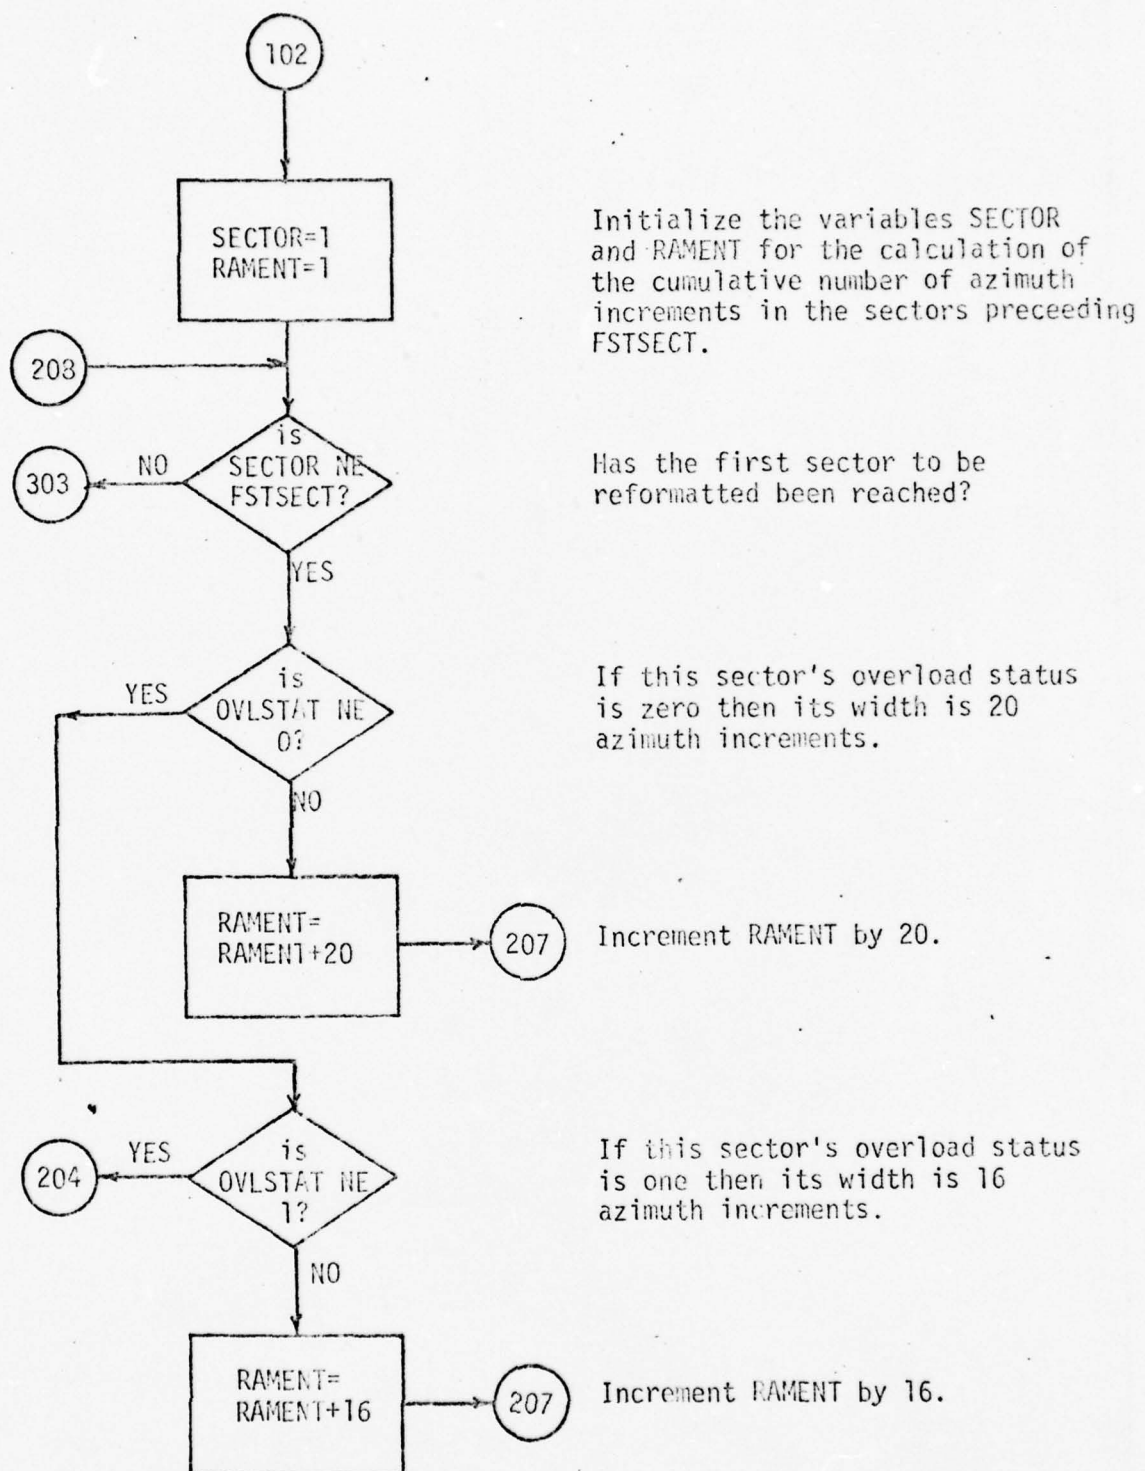 102
SECTOR=1
RAMENT=1
Initialize the variables SECTOR
and RAMENT for the calculation of
the cumulative number of azimuth
increments in the sectors preceeding
FSTSECT.
208
is
SECTOR NE
FSTSECT?
NO
303
Has the first sector to be
reformatted been reached?
YES
is
OVLSTAT NE
0?
YES
If this sector's overload status
is zero then its width is 20
azimuth increments.
NO
RAMENT=
RAMENT+20
207
Increment RAMENT by 20.
is
OVLSTAT NE
1?
YES
204
If this sector's overload status
is one then its width is 16
azimuth increments.
NO
RAMENT=
RAMENT+16
207
Increment RAMENT by 16.